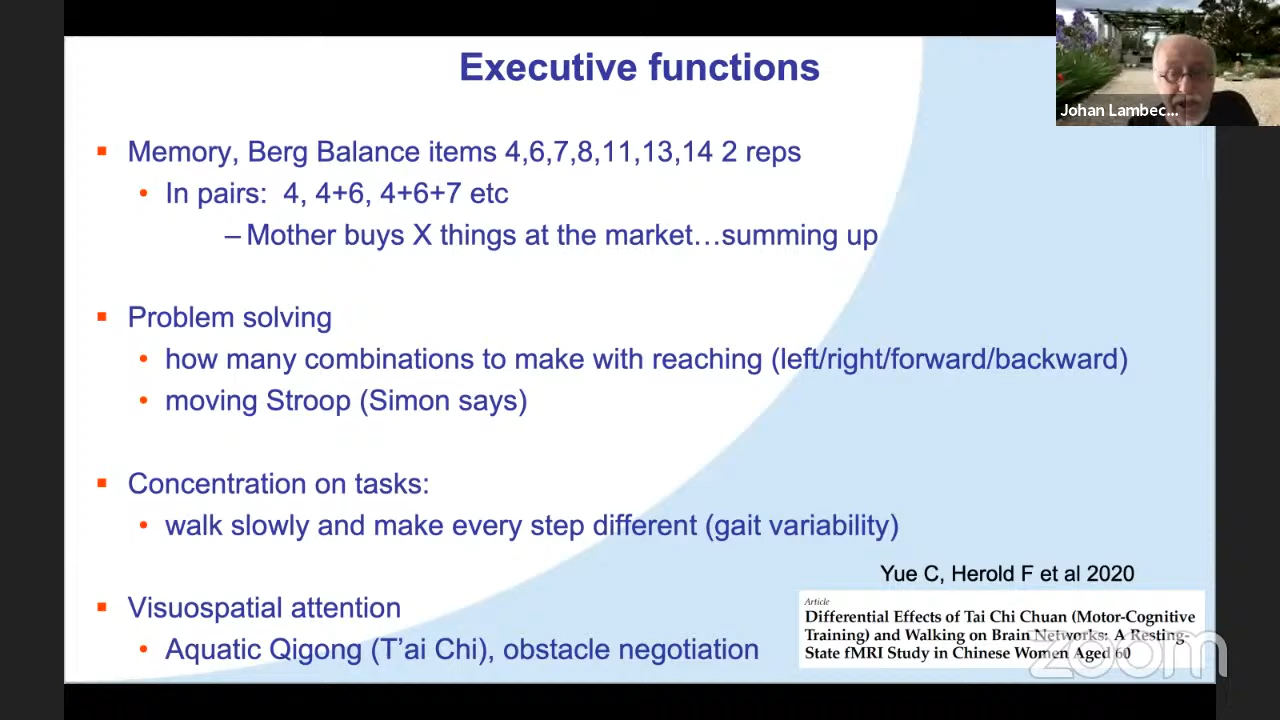 Executive functions
Johan Lambec...
▪ Memory, Berg Balance items 4,6,7,8,11,13,14 2 reps
• In pairs: 4, 4+6, 4+6+7 etc
– Mother buys X things at the market…summing up
▪ Problem solving
• how many combinations to make with reaching (left/right/forward/backward)
• moving Stroop (Simon says)
▪ Concentration on tasks:
• walk slowly and make every step different (gait variability)
Yue C, Herold F et al 2020
▪ Visuospatial attention
• Aquatic Qigong (T'ai Chi), obstacle negotiation
Article
Differential Effects of Tai Chi Chuan (Motor-Cognitive
Training) and Walking on Brain Networks: A Resting-
State fMRI Study in Chinese Women Aged 60
zoom